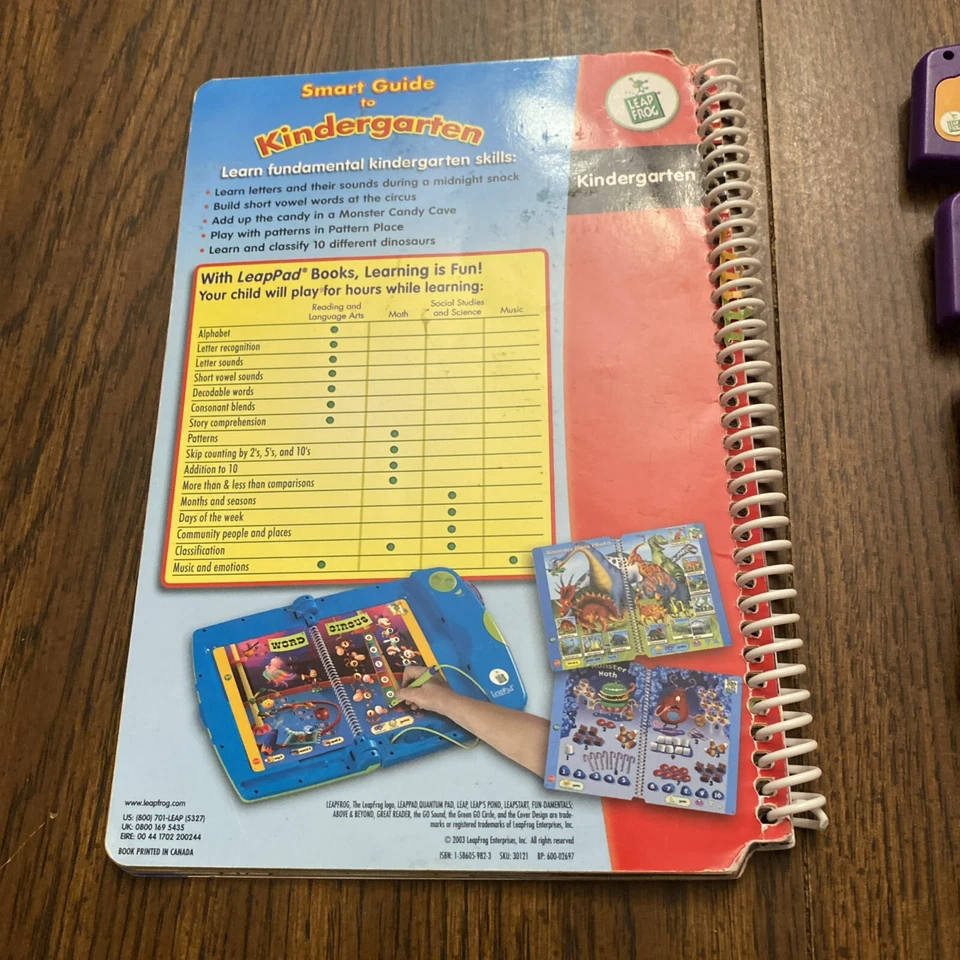 Smart Guide
to
Kindergarten
LEAP
FROG
Learn fundamental kindergarten skills:
• Learn letters and their sounds during a midnight snack
• Build short vowel words at the circus
• Add up the candy in a Monster Candy Cave
• Play with patterns in Pattern Place
• Learn and classify 10 different dinosaurs
Kindergarten
With LeapPad® Books, Learning is Fun!
Your child will play for hours while learning:
Reading and
Language Arts
Math
Social Studies
and Science
Music
Alphabet
Letter recognition
Letter sounds
Short vowel sounds
Decodable words
Consonant blends
Story comprehension
Patterns
Skip counting by 2's, 5's, and 10's
Addition to 10
More than & less than comparisons
Months and seasons
Days of the week
Community people and places
Classification
Music and emotions
WORD CIRCUS
LeapPad
Monster
Math
www.leapfrog.com
US: (800) 701-LEAP (5327)
UK: 0800 169 5435
EIRE: 00 44 1702 200244
BOOK PRINTED IN CANADA
LEAPFROG, The LeapFrog logo, LEAPPAD, QUANTUM PAD, LEAP, LEAP'S POND, LEAPSTART, FUN-DAMENTALS,
ABOVE & BEYOND, GREAT READER, the GO Sound, the Green GO Circle, and the Cover Design are trade-
marks or registered trademarks of LeapFrog Enterprises, Inc.
© 2003 LeapFrog Enterprises, Inc. All rights reserved
ISBN: 1-58605-982-3 SKU: 30121 BP: 600-02697